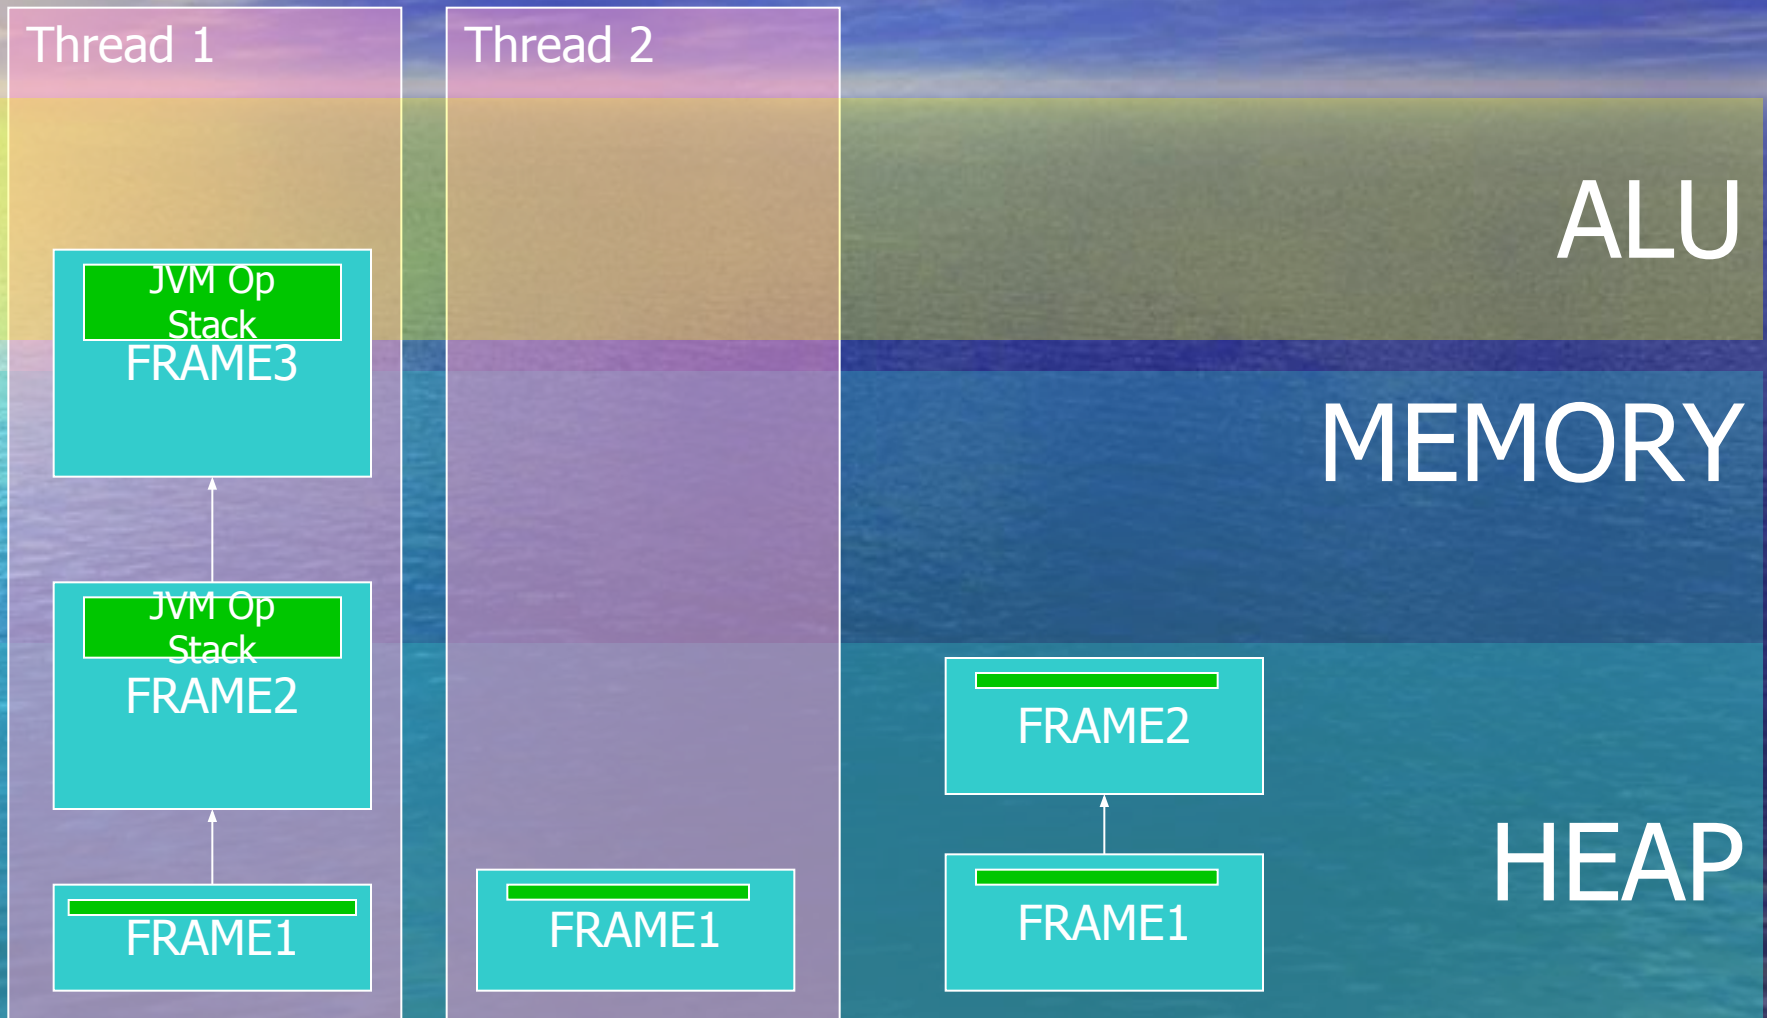 Thread 1
Thread 2
ALU
JVM Op
Stack
FRAME3
MEMORY
JVM Op
Stack
FRAME2
FRAME2
HEAP
FRAME1
FRAME1
FRAME1